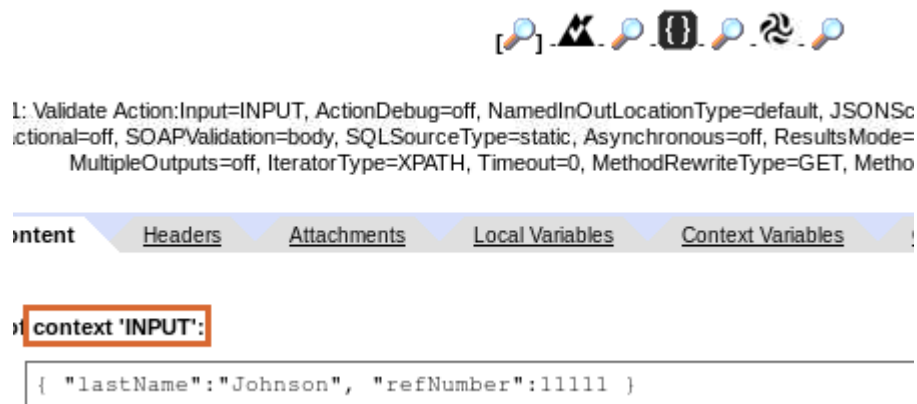 [ ]
{}
1: Validate Action:Input=INPUT, ActionDebug=off, NamedInOutLocationType=default, JSONSc
ctional=off, SOAPValidation=body, SQLSourceType=static, Asynchronous=off, ResultsMode=
MultipleOutputs=off, IteratorType=XPATH, Timeout=0, MethodRewriteType=GET, Metho
ontent Headers Attachments Local Variables Context Variables
of context 'INPUT':
{ "lastName":"Johnson", "refNumber":11111 }